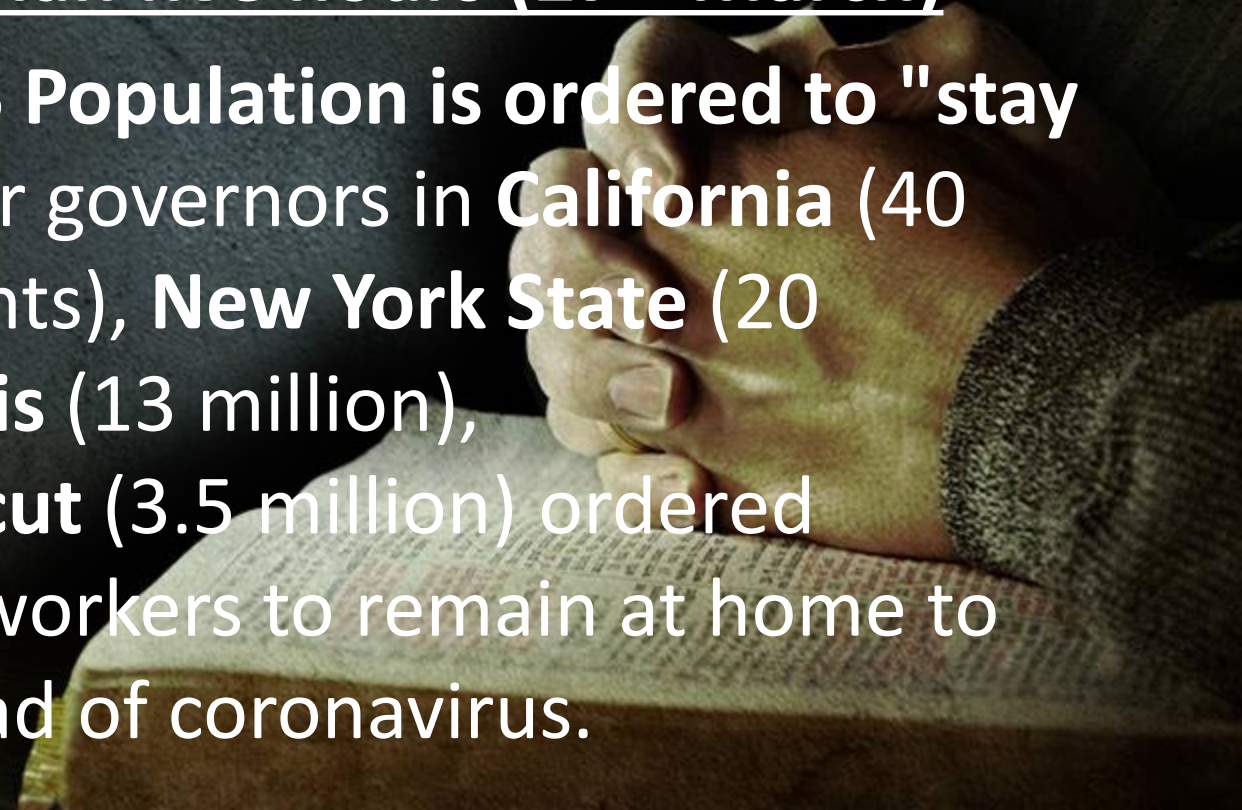 Population is ordered to "stay
r governors in California (40
nts), New York State (20
is (13 million),
cut (3.5 million) ordered
workers to remain at home to
ad of coronavirus.